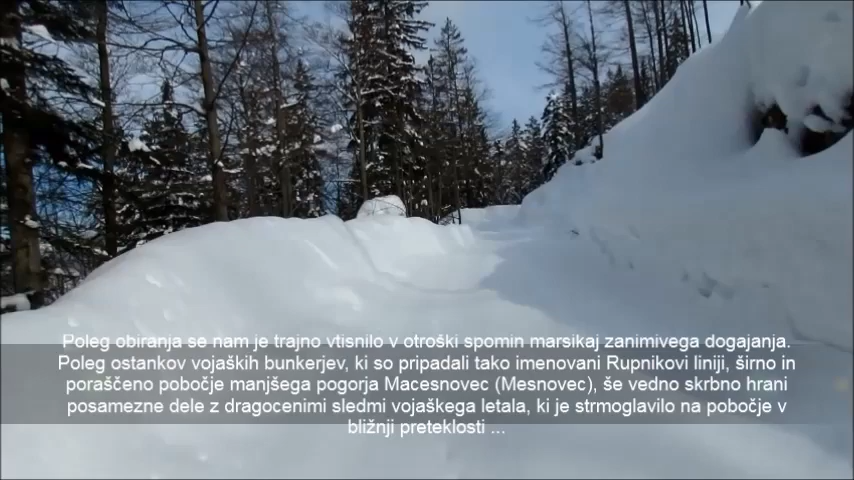 Poleg obiranja se nam je trajno vtisnilo v otroški spomin marsikaj zanimivega dogajanja.
Poleg ostankov vojaških bunkerjev, ki so pripadali tako imenovani Rupnikovi liniji, širno in
poraščeno pobočje manjšega pogorja Macesnovec (Mesnovec), še vedno skrbno hrani
posamezne dele z dragocenimi sledmi vojaškega letala, ki je strmoglavilo na pobočje v
bližnji preteklosti ...